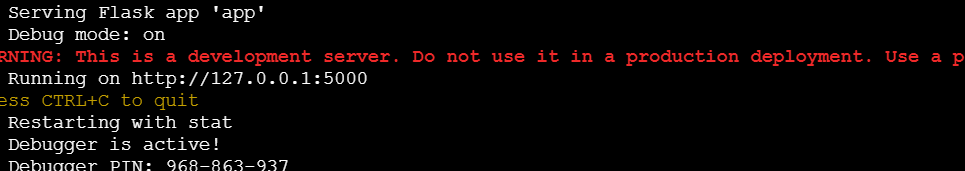 Serving Flask app 'app'
Debug mode: on
RNING: This is a development server. Do not use it in a production deployment. Use a p
Running on http://127.0.0.1:5000
ess CTRL+C to quit
Restarting with stat
Debugger is active!
Debugger PIN: 968-863-937